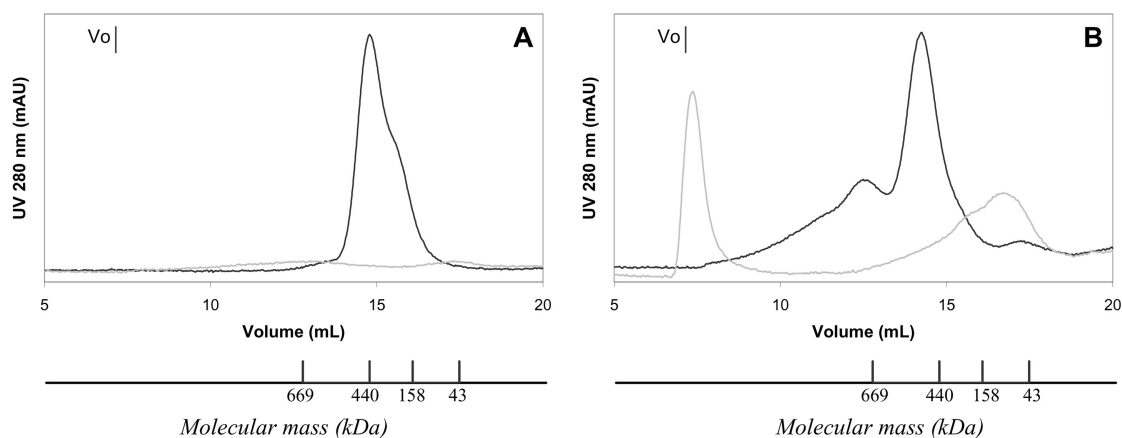 Vo
A
UV 280 nm (mAU)
5 10 15 20
Volume (mL)
669 440 158 43
Molecular mass (kDa)
Vo
B
UV 280 nm (mAU)
5 10 15 20
Volume (mL)
669 440 158 43
Molecular mass (kDa)